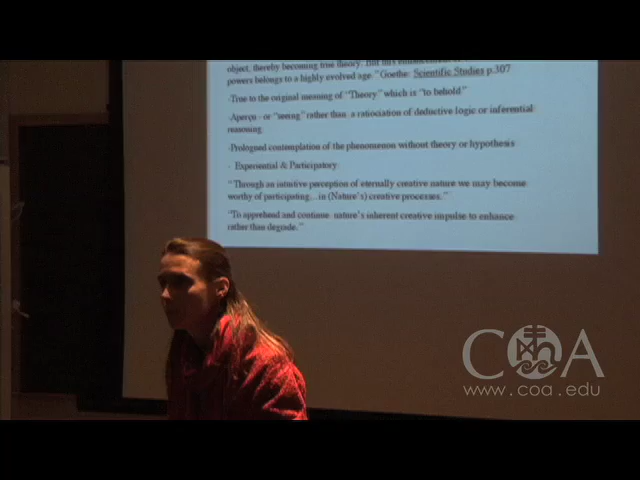 object, thereby becoming true theory. But this enhancement of our
powers belongs to a highly evolved age." Goethe: Scientific Studies p.307
-True to the original meaning of "Theory" which is "to behold"
-Aperçu - or "seeing" rather than a ratiocination of deductive logic or inferential
reasoning
-Prolonged contemplation of the phenomenon without theory or hypothesis
- Experiential & Participatory:
"Through an intuitive perception of eternally creative nature we may become
worthy of participating...in (Nature's) creative processes."
"To apprehend and continue nature's inherent creative impulse to enhance
rather than degrade."
COA
www.coa.edu